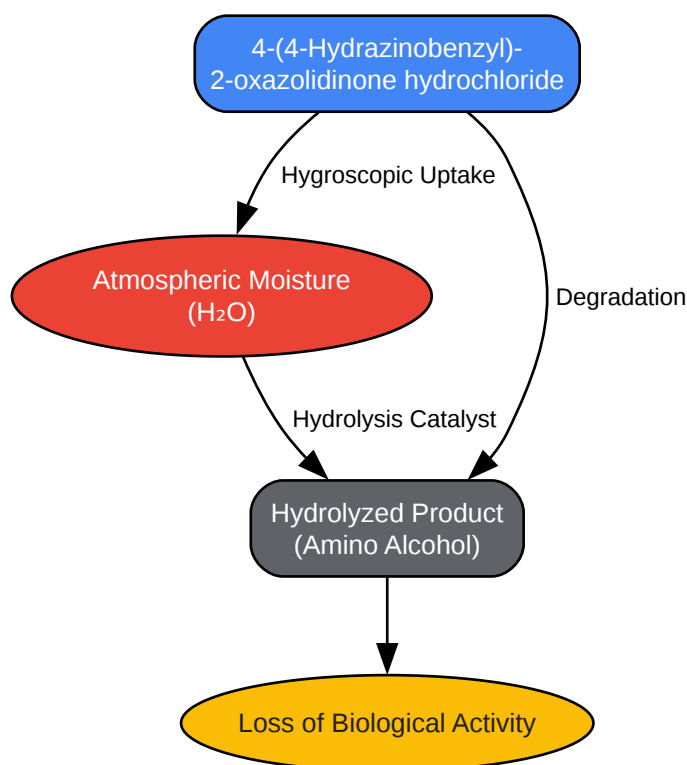 4-(4-Hydrazinobenzyl)-
2-oxazolidinone hydrochloride
Hygroscopic Uptake
Atmospheric Moisture
(H₂O)
Degradation
Hydrolysis Catalyst
Hydrolyzed Product
(Amino Alcohol)
Loss of Biological Activity